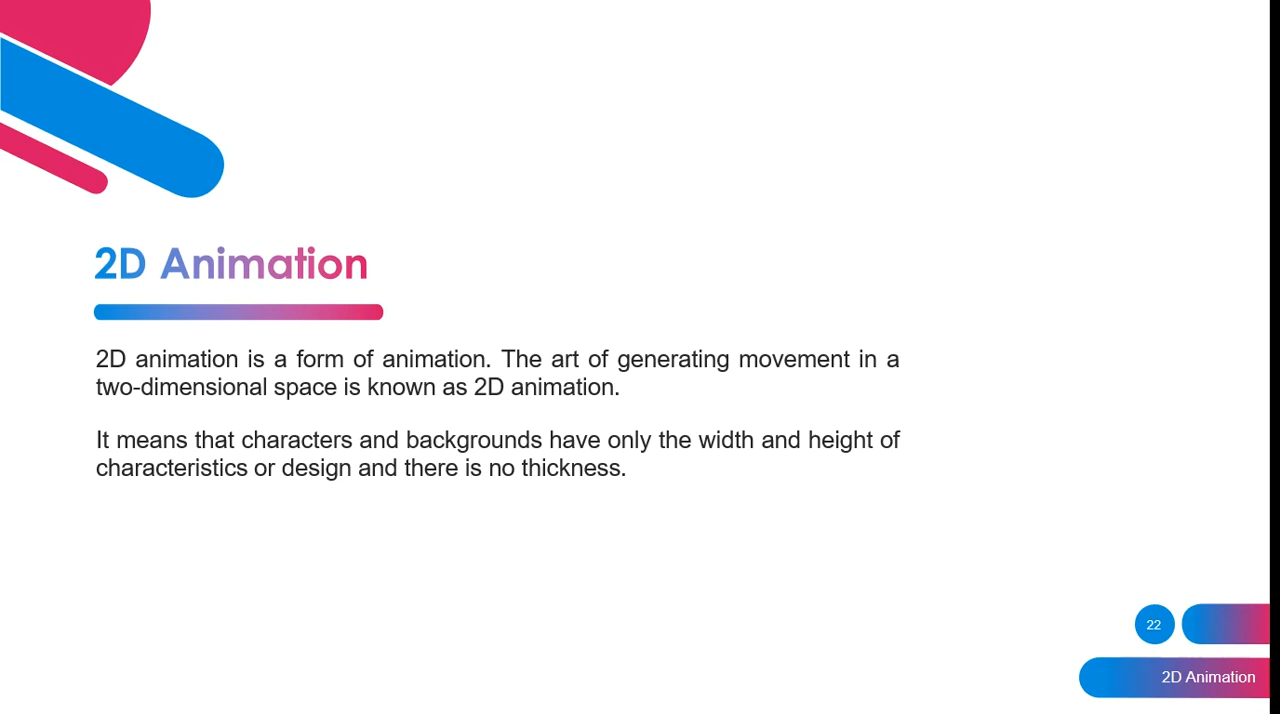 2D Animation
2D animation is a form of animation. The art of generating movement in a
two-dimensional space is known as 2D animation.
It means that characters and backgrounds have only the width and height of
characteristics or design and there is no thickness.
22
2D Animation